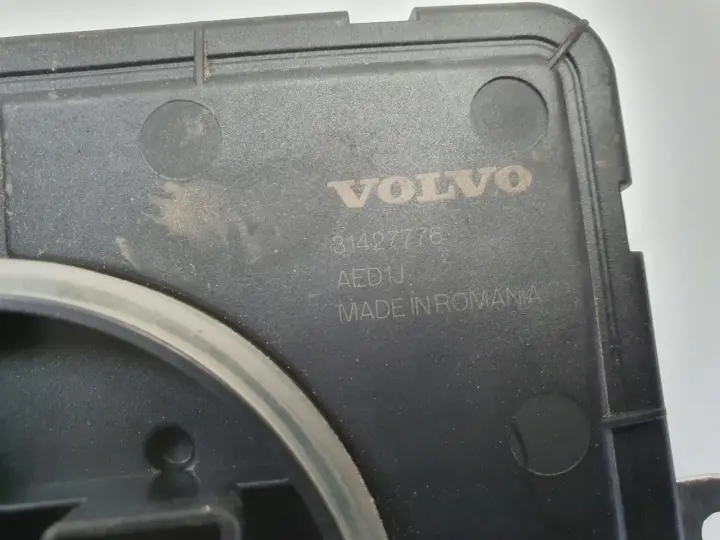 VOLVO
31427776
AED1J
MADE IN ROMANIA